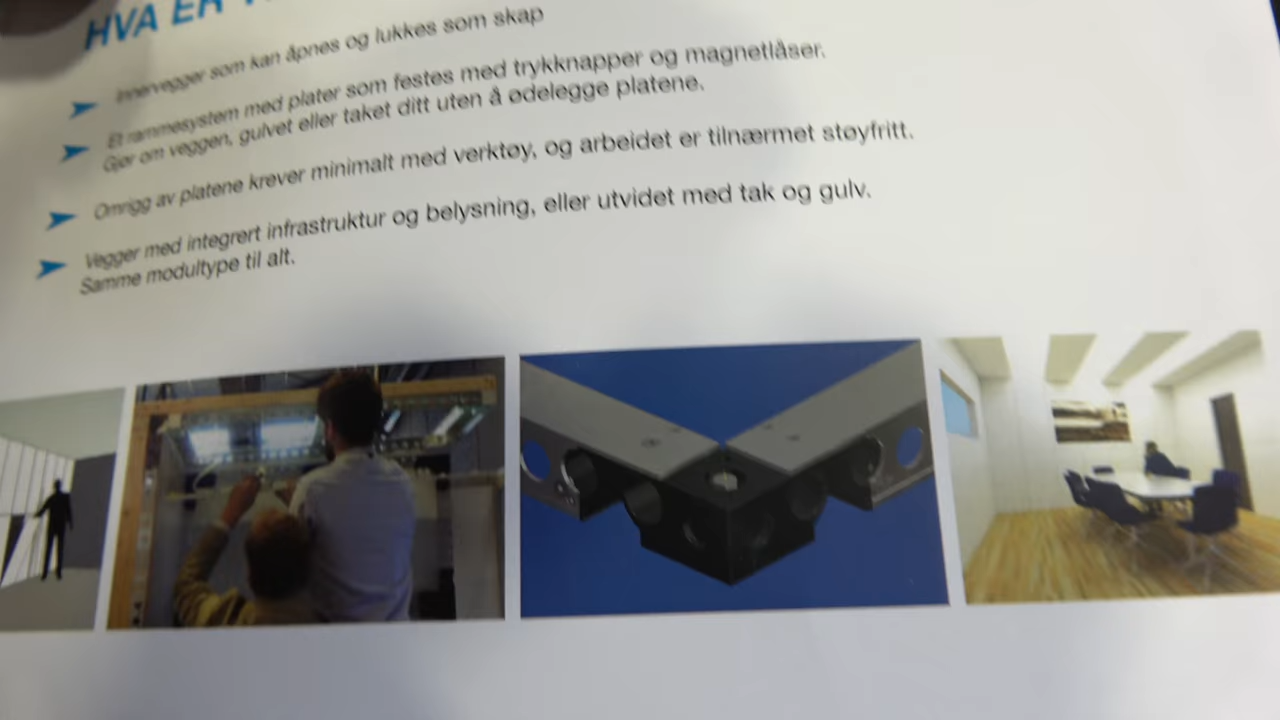 HVA ER
Innervegger som kan åpnes og lukkes som skap
Et rammesystem med plater som festes med trykknapper og magnetlåser.
Gjør om veggen, gulvet eller taket ditt uten å ødelegge platene.
Omrigg av platene krever minimalt med verktøy, og arbeidet er tilnærmet støyfritt.
Vegger med integrert infrastruktur og belysning, eller utvidet med tak og gulv.
Samme modultype til alt.